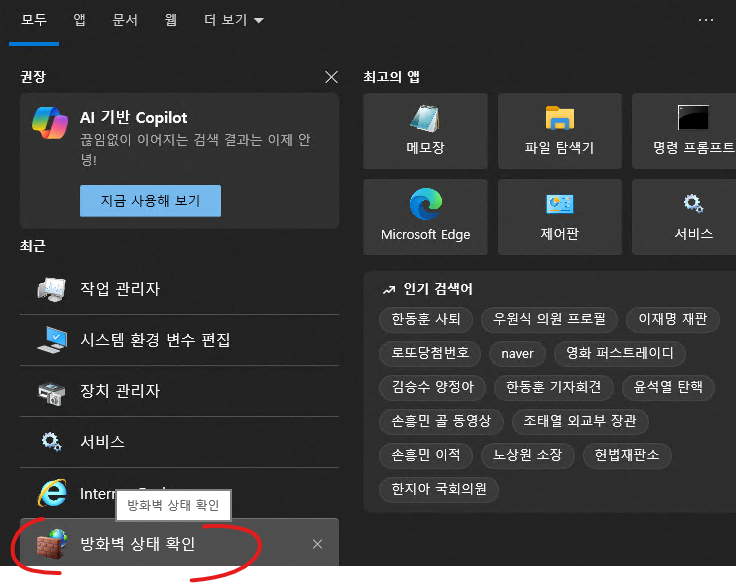 모두 앱 문서 웹 더 보기
권장
AI 기반 Copilot
끊임없이 이어지는 검색 결과는 이제 안
녕!
지금 사용해 보기
최근
작업 관리자
시스템 환경 변수 편집
장치 관리자
서비스
방화벽 상태 확인
방화벽 상태 확인
최고의 앱
메모장
파일 탐색기
명령 프롬프트
Microsoft Edge
제어판
서비스
인기 검색어
한동훈 사퇴 우원식 의원 프로필 이재명 재판
로또당첨번호 naver 영화 퍼스트레이디
김승수 양정아 한동훈 기자회견 윤석열 탄핵
손흥민 골 동영상 조태열 외교부 장관
손흥민 이적 노상원 소장 헌법재판소
한지아 국회의원